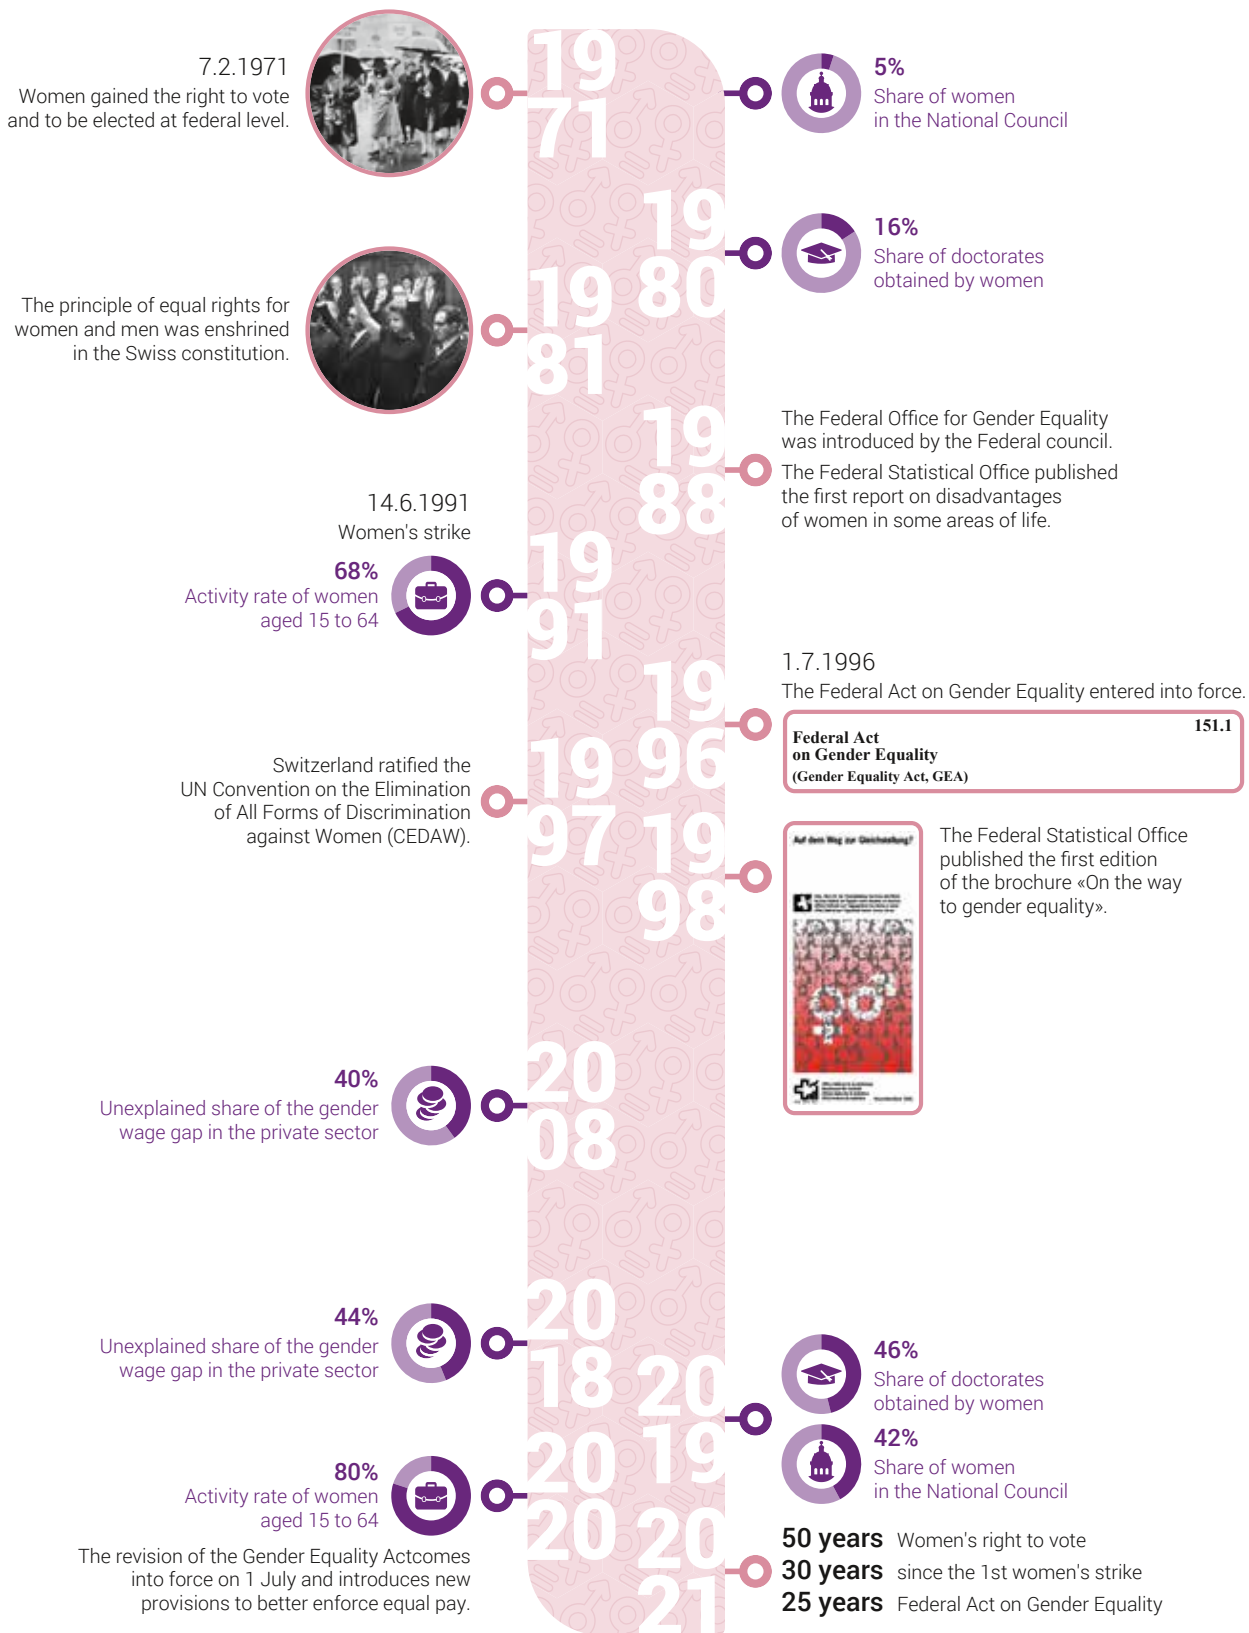 19
71
7.2.1971
Women gained the right to vote
and to be elected at federal level.
5%
Share of women
in the National Council
19
80
16%
Share of doctorates
obtained by women
19
81
The principle of equal rights for
women and men was enshrined
in the Swiss constitution.
19
88
The Federal Office for Gender Equality
was introduced by the Federal council.
The Federal Statistical Office published
the first report on disadvantages
of women in some areas of life.
19
91
14.6.1991
Women's strike
68%
Activity rate of women
aged 15 to 64
19
96
1.7.1996
The Federal Act on Gender Equality entered into force.
151.1
Federal Act
on Gender Equality
(Gender Equality Act, GEA)
19
97
Switzerland ratified the
UN Convention on the Elimination
of All Forms of Discrimination
against Women (CEDAW).
19
98
Auf dem Weg zur Gleichstellung?
The Federal Statistical Office
published the first edition
of the brochure «On the way
to gender equality».
20
08
40%
Unexplained share of the gender
wage gap in the private sector
20
18
44%
Unexplained share of the gender
wage gap in the private sector
20
19
46%
Share of doctorates
obtained by women
42%
Share of women
in the National Council
20
20
80%
Activity rate of women
aged 15 to 64
The revision of the Gender Equality Actcomes
into force on 1 July and introduces new
provisions to better enforce equal pay.
20
21
50 years Women's right to vote
30 years since the 1st women's strike
25 years Federal Act on Gender Equality